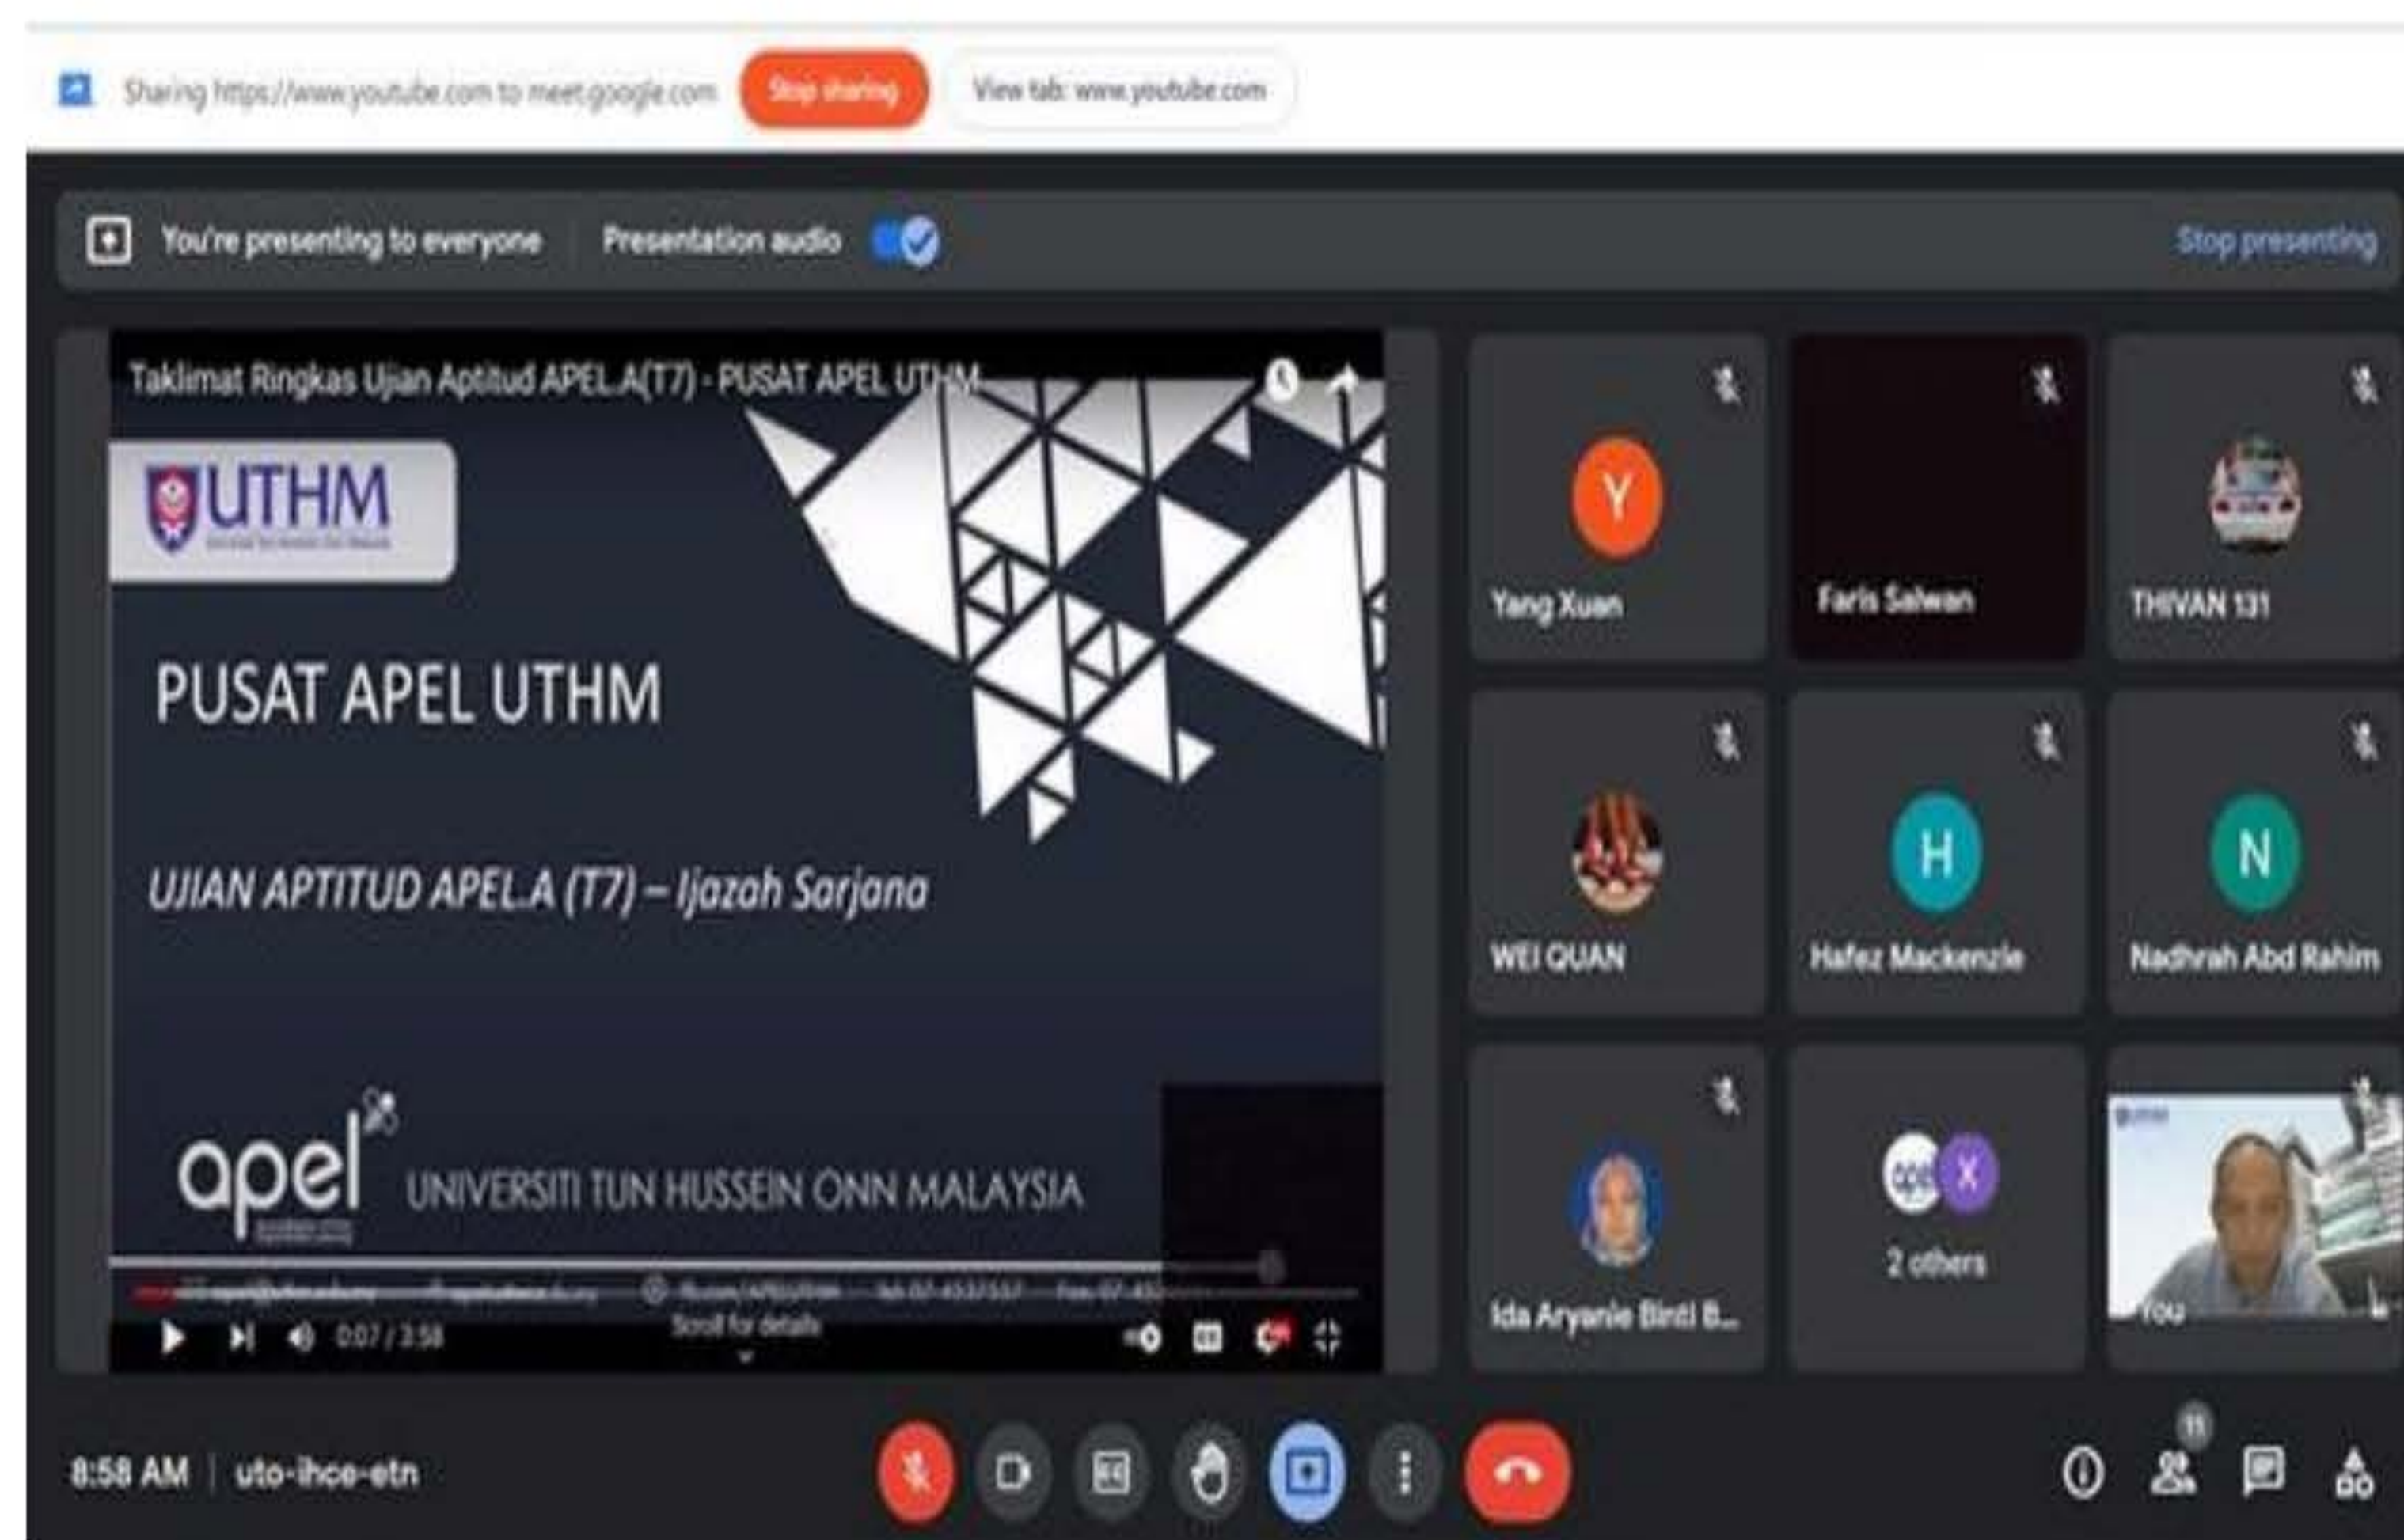 Sharing https://www.youtube.com to meet.google.com
Stop sharing
View tab: www.youtube.com
You're presenting to everyone
Presentation audio
Stop presenting
Taklimat Ringkas Ujian Aptitud APEL.A(T7) - PUSAT APEL UTHM
UTHM
PUSAT APEL UTHM
UJIAN APTITUD APEL.A (T7) – Ijazah Sarjana
apel
UNIVERSITI TUN HUSSEIN ONN MALAYSIA
Scroll for details
0:07 / 3:58
Y
Yang Xuan
Faris Salwan
THIVAN 131
WEI QUAN
H
Hafez Mackenzie
N
Nadhrah Abd Rahim
Ida Aryanie Binti B...
X
2 others
You
8:58 AM
uto-ihce-etn
11